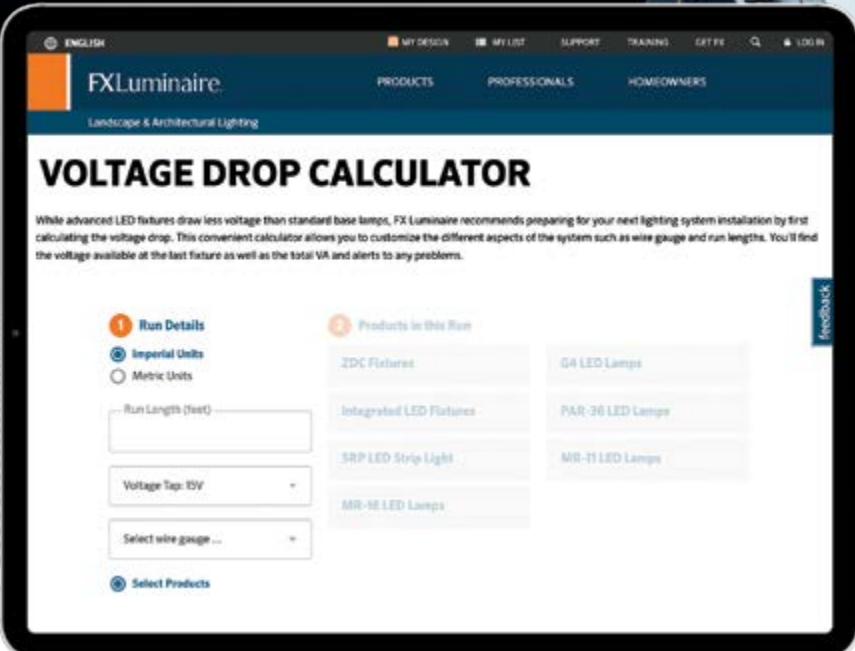 ENGLISH MY DESIGN MY LIST SUPPORT TRAINING GET FX LOG IN
FXLuminaire. PRODUCTS PROFESSIONALS HOMEOWNERS
Landscape & Architectural Lighting
VOLTAGE DROP CALCULATOR
While advanced LED fixtures draw less voltage than standard base lamps, FX Luminaire recommends preparing for your next lighting system installation by first
calculating the voltage drop. This convenient calculator allows you to customize the different aspects of the system such as wire gauge and run lengths. You'll find
the voltage available at the last fixture as well as the total VA and alerts to any problems.
feedback
1 Run Details
Imperial Units
Metric Units
Run Length (feet)
Voltage Tap: 15V
Select wire gauge ...
Select Products
2 Products in this Run
ZDC Fixtures G4 LED Lamps
Integrated LED Fixtures PAR-36 LED Lamps
SRP LED Strip Light MR-11 LED Lamps
MR-16 LED Lamps